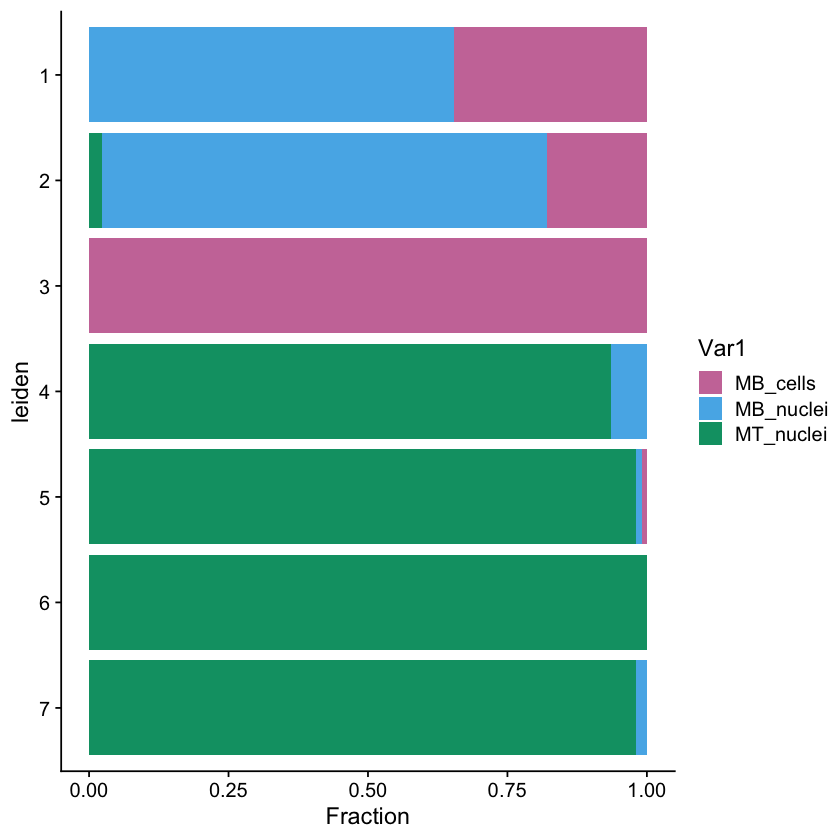 leiden
1
2
3
4
5
6
7
0.00 0.25 0.50 0.75 1.00
Fraction
Var1
MB_cells
MB_nuclei
MT_nuclei